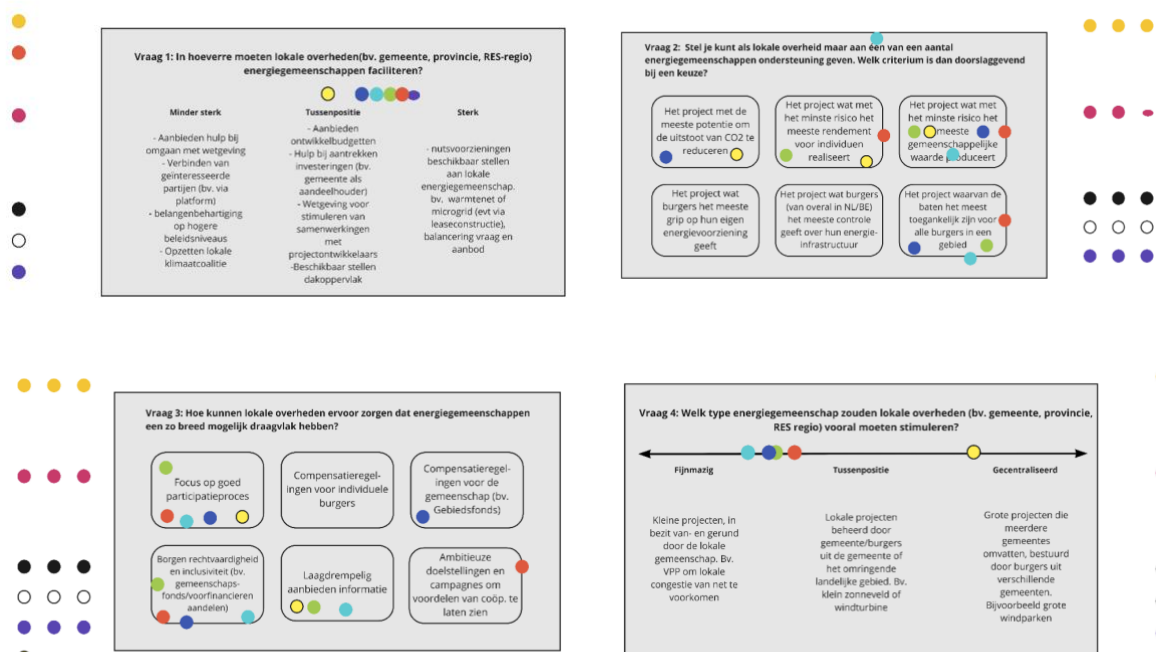 Vraag 1: In hoeverre moeten lokale overheden(bv. gemeente, provincie, RES-regio)
energiegemeenschappen faciliteren?
Minder sterk
- Aanbieden hulp bij
omgaan met wetgeving
- Verbinden van
geïnteresseerde
partijen (bv. via
platform)
- belangenbehartiging
op hogere
beleidsniveaus
- Opzetten lokale
klimaatcoalitie
Tussenpositie
- Aanbieden
ontwikkelbudgetten
- Hulp bij aantrekken
investeringen (bv.
gemeente als
aandeelhouder)
- Wetgeving voor
stimuleren van
samenwerkingen
met
projectontwikkelaars
-Beschikbaar stellen
dakoppervlak
Sterk
- nutsvoorzieningen
beschikbaar stellen
aan lokale
energiegemeenschap.
bv. warmtenet of
microgrid (evt via
leaseconstructie),
balancering vraag en
aanbod
Vraag 2: Stel je kunt als lokale overheid maar aan één van een aantal
energiegemeenschappen ondersteuning geven. Welk criterium is dan doorslaggevend
bij een keuze?
Het project met de
meeste potentie om
de uitstoot van CO2 te
reduceren
Het project wat met
het minste risico het
meeste rendement
voor individuen
realiseert
Het project wat met
het minste risico het
meeste
gemeenschappelijke
waarde produceert
Het project wat
burgers het meeste
grip op hun eigen
energievoorziening
geeft
Het project wat burgers
(van overal in NL/BE)
het meeste controle
geeft over hun energie-
infrastructuur
Het project waarvan de
baten het meest
toegankelijk zijn voor
alle burgers in een
gebied
Vraag 3: Hoe kunnen lokale overheden ervoor zorgen dat energiegemeenschappen
een zo breed mogelijk draagvlak hebben?
Focus op goed
participatieproces
Compensatieregel-
ingen voor individuele
burgers
Compensatieregel-
ingen voor de
gemeenschap (bv.
Gebiedsfonds)
Borgen rechtvaardigheid
en inclusiviteit (bv.
gemeenschaps-
fonds/voorfinancieren
aandelen)
Laagdrempelig
aanbieden informatie
Ambitieuze
doelstellingen en
campagnes om
voordelen van coöp. te
laten zien
Vraag 4: Welk type energiegemeenschap zouden lokale overheden (bv. gemeente, provincie,
RES regio) vooral moeten stimuleren?
Fijnmazig
Kleine projecten, in
bezit van- en gerund
door de lokale
gemeenschap. Bv.
VPP om lokale
congestie van net te
voorkomen
Tussenpositie
Lokale projecten
beheerd door
gemeente/burgers
uit de gemeente of
het omringende
landelijke gebied. Bv.
klein zonneveld of
windturbine
Gecentraliseerd
Grote projecten die
meerdere
gemeentes
omvatten, bestuurd
door burgers uit
verschillende
gemeenten.
Bijvoorbeeld grote
windparken